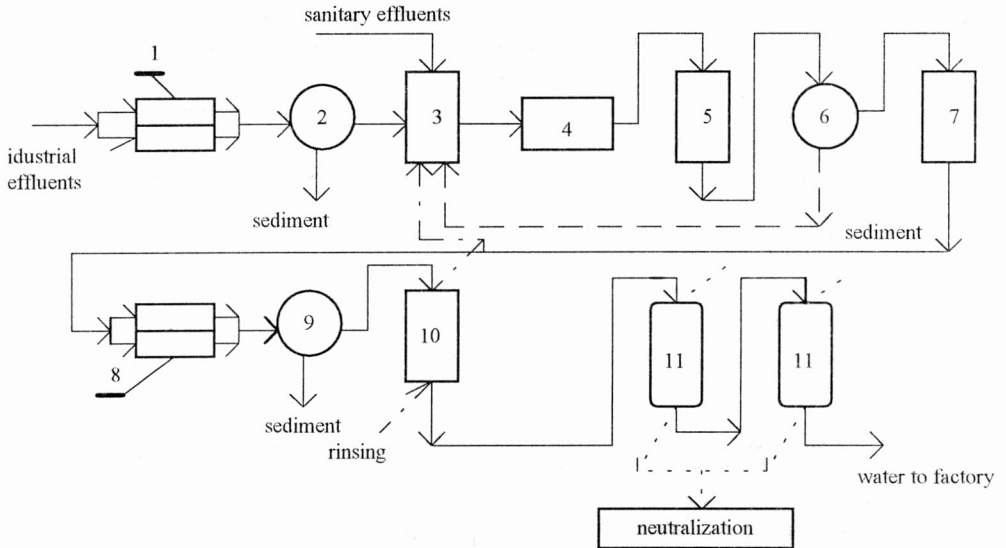 sanitary effluents
1
2
3
4
5
6
7
idustrial
effluents
sediment
sediment
8
9
10
11
11
sediment
rinsing
water to factory
neutralization